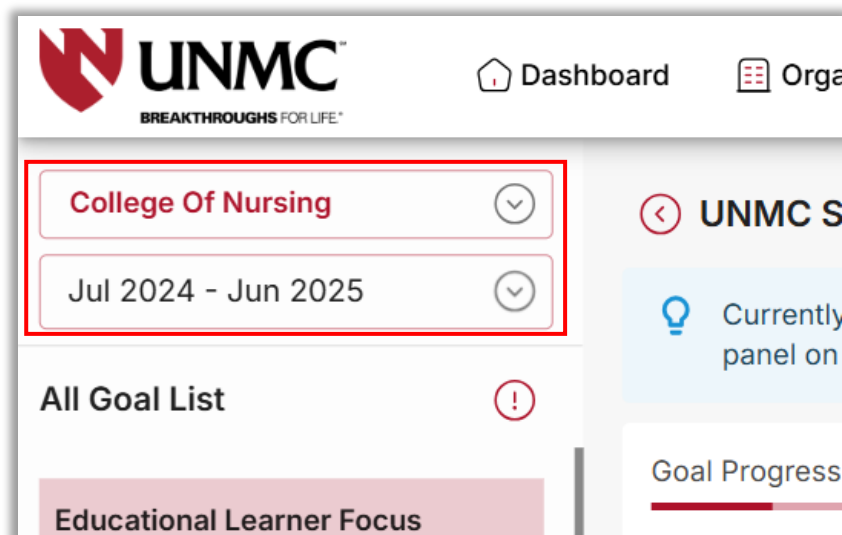 UNMC
BREAKTHROUGHS FOR LIFE.
Dashboard
College Of Nursing
Jul 2024 - Jun 2025
All Goal List
Educational Learner Focus
UNMC
Currently
panel on
Goal Progress